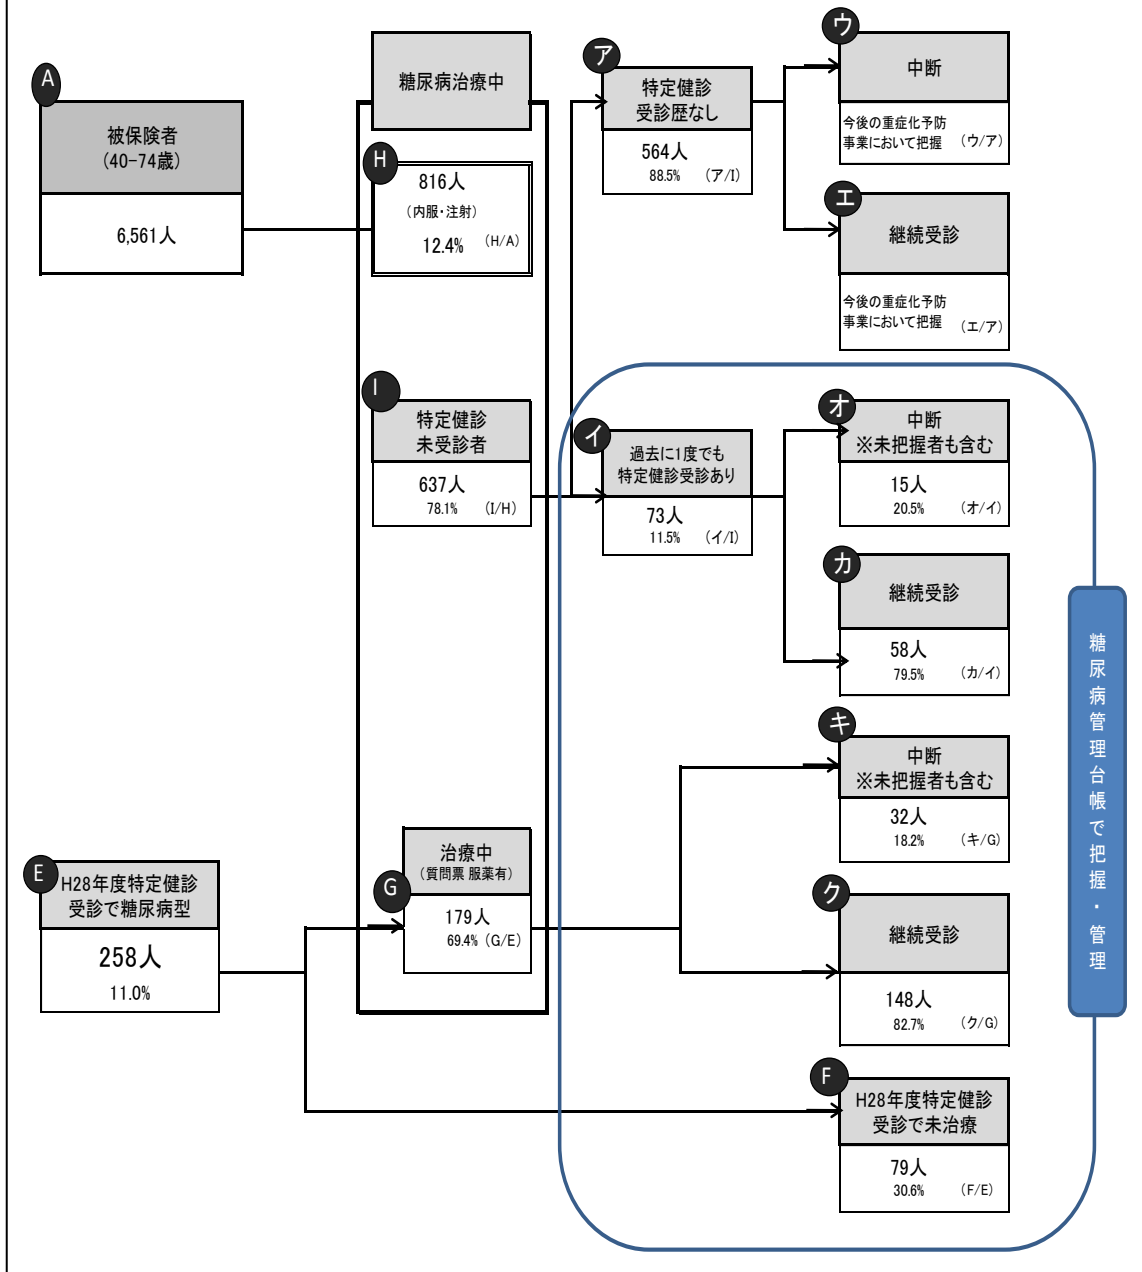 A
被保険者
(40-74歳)
6,561人
糖尿病治療中
H
816人
(内服・注射)
12.4% (H/A)
I
特定健診
未受診者
637人
78.1% (I/H)
ア
特定健診
受診歴なし
564人
88.5% (ア/I)
ウ
中断
今後の重症化予防
事業において把握 (ウ/ア)
エ
継続受診
今後の重症化予防
事業において把握 (エ/ア)
イ
過去に1度でも
特定健診受診あり
73人
11.5% (イ/I)
オ
中断
※未把握者も含む
15人
20.5% (オ/イ)
カ
継続受診
58人
79.5% (カ/イ)
E
H28年度特定健診
受診で糖尿病型
258人
11.0%
G
治療中
(質問票 服薬有)
179人
69.4% (G/E)
キ
中断
※未把握者も含む
32人
18.2% (キ/G)
ク
継続受診
148人
82.7% (ク/G)
F
H28年度特定健診
受診で未治療
79人
30.6% (F/E)
糖尿病管理台帳で把握・管理